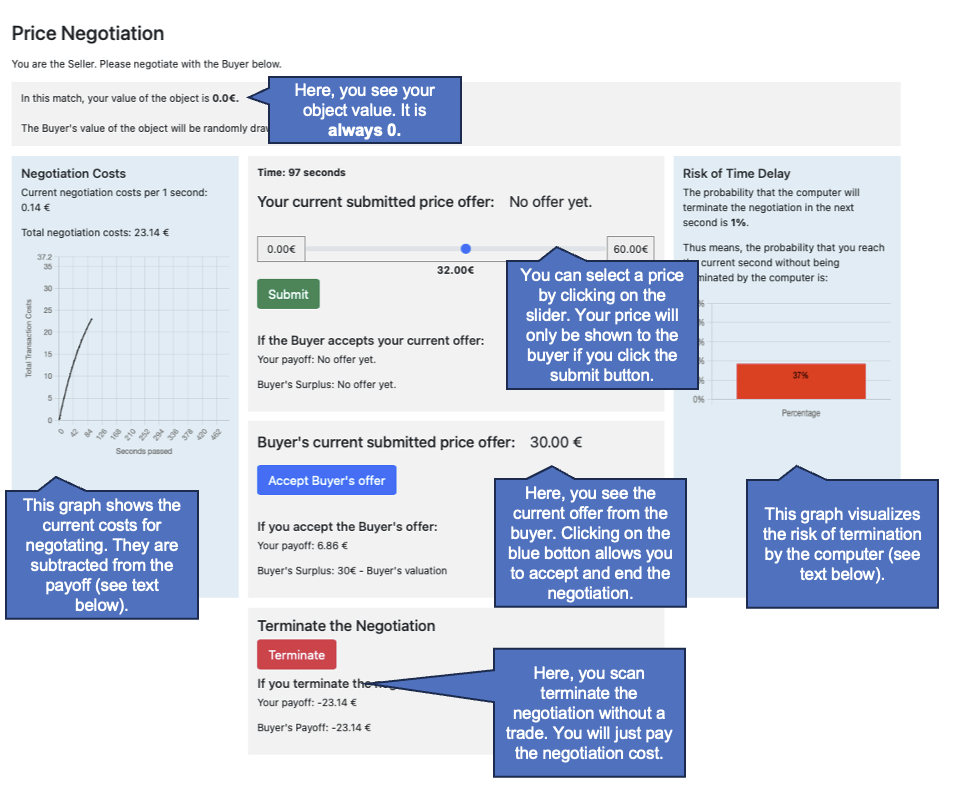 Price Negotiation
You are the Seller. Please negotiate with the Buyer below.
In this match, your value of the object is 0.0€.
The Buyer's value of the object will be randomly
Here, you see your
object value. It is
always 0.
Negotiation Costs
Current negotiation costs per 1 second:
0.14 €
Total negotiation costs: 23.14 €
37.2
35
30
25
20
15
10
5
0
Total Transaction Costs
0 42 84 126 168 210 252 294 336 378 420 462
Seconds passed
This graph shows the
current costs for
negotating. They are
subtracted from the
payoff (see text
below).
Time: 97 seconds
Your current submitted price offer: No offer yet.
0.00€
60.00€
32.00€
Submit
If the Buyer accepts your current offer:
Your payoff: No offer yet.
Buyer's Surplus: No offer yet.
You can select a price
by clicking on the
slider. Your price will
only be shown to the
buyer if you click the
submit button.
Buyer's current submitted price offer: 30.00 €
Accept Buyer's offer
If you accept the Buyer's offer:
Your payoff: 6.86 €
Buyer's Surplus: 30€ - Buyer's valuation
Here, you see the
current offer from the
buyer. Clicking on the
blue botton allows you
to accept and end the
negotiation.
Terminate the Negotiation
Terminate
If you terminate
Your payoff: -23.14 €
Buyer's Payoff: -23.14 €
Here, you scan
terminate the
negotiation without a
trade. You will just pay
the negotiation cost.
Risk of Time Delay
The probability that the computer will
terminate the negotiation in the next
second is 1%.
Thus means, the probability that you reach
current second without being
by the computer is:
0%
37%
Percentage
This graph visualizes
the risk of termination
by the computer (see
text below).